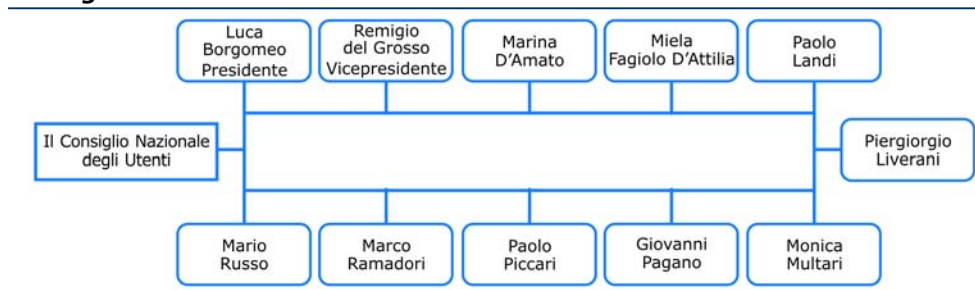 Luca
Borgomeo
Presidente
Remigio
del Grosso
Vicepresidente
Marina
D'Amato
Miela
Fagiolo D'Attilia
Paolo
Landi
Il Consiglio Nazionale
degli Utenti
Piergiorgio
Liverani
Mario
Russo
Marco
Ramadori
Paolo
Piccari
Giovanni
Pagano
Monica
Multari